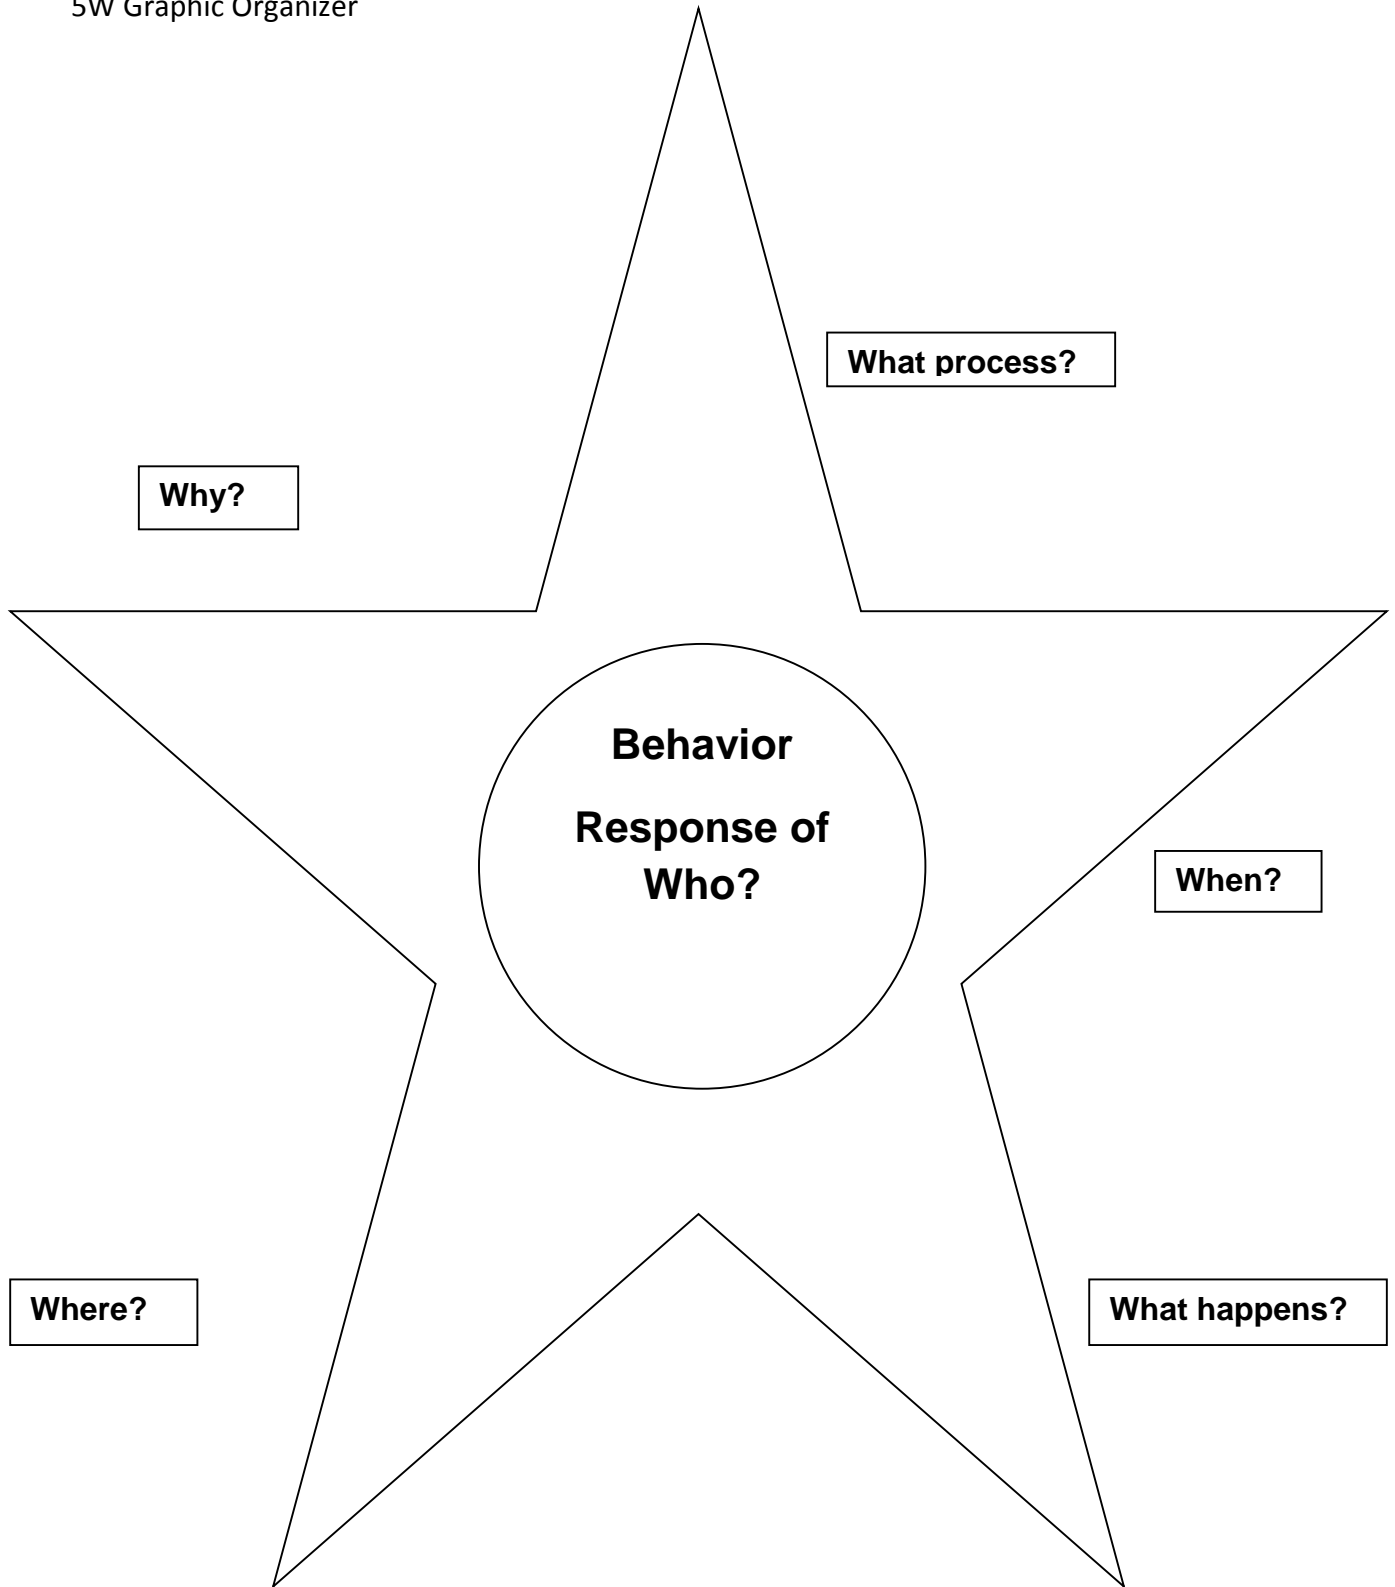 5W Graphic Organizer
What process?
Why?
Behavior
Response of
Who?
When?
Where?
What happens?